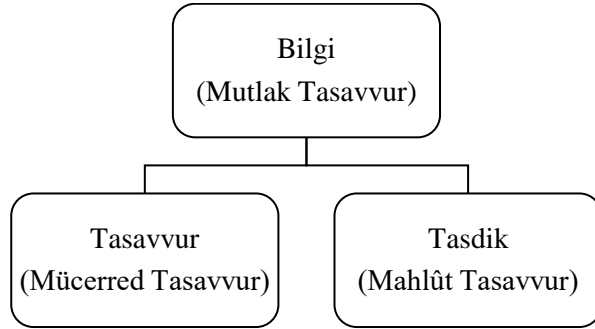 Bilgi
(Mutlak Tasavvur)
Tasavvur
(Mücerred Tasavvur)
Tasdik
(Mahlût Tasavvur)